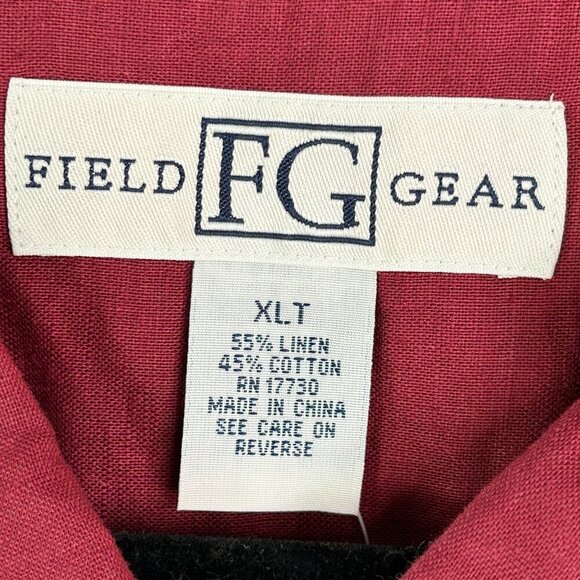 FIELD FG GEAR
XLT
55% LINEN
45% COTTON
RN 17730
MADE IN CHINA
SEE CARE ON
REVERSE